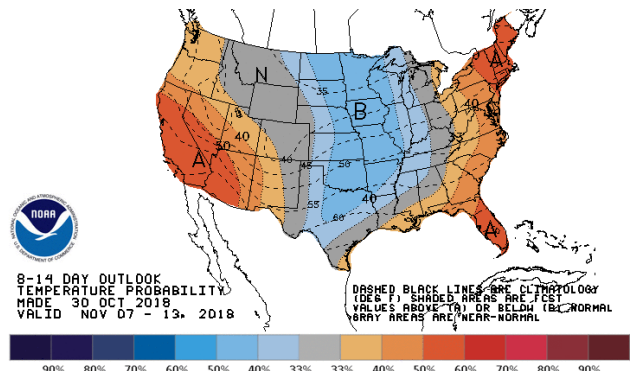 A
N
B
A
A
A
35
33
40
50
40
40
45
50
55
60
40
NOAA
NATIONAL OCEANIC AND ATMOSPHERIC ADMINISTRATION
U.S. DEPARTMENT OF COMMERCE
8-14 DAY OUTLOOK
TEMPERATURE PROBABILITY
MADE 30 OCT 2018
VALID NOV 07 - 13, 2018
DASHED BLACK LINES ARE CLIMATOLOGY
(DEG F) SHADED AREAS ARE FCST
VALUES ABOVE (A) OR BELOW (B) NORMAL
GRAY AREAS ARE NEAR-NORMAL
90% 80% 70% 60% 50% 40% 33% 33% 40% 50% 60% 70% 80% 90%